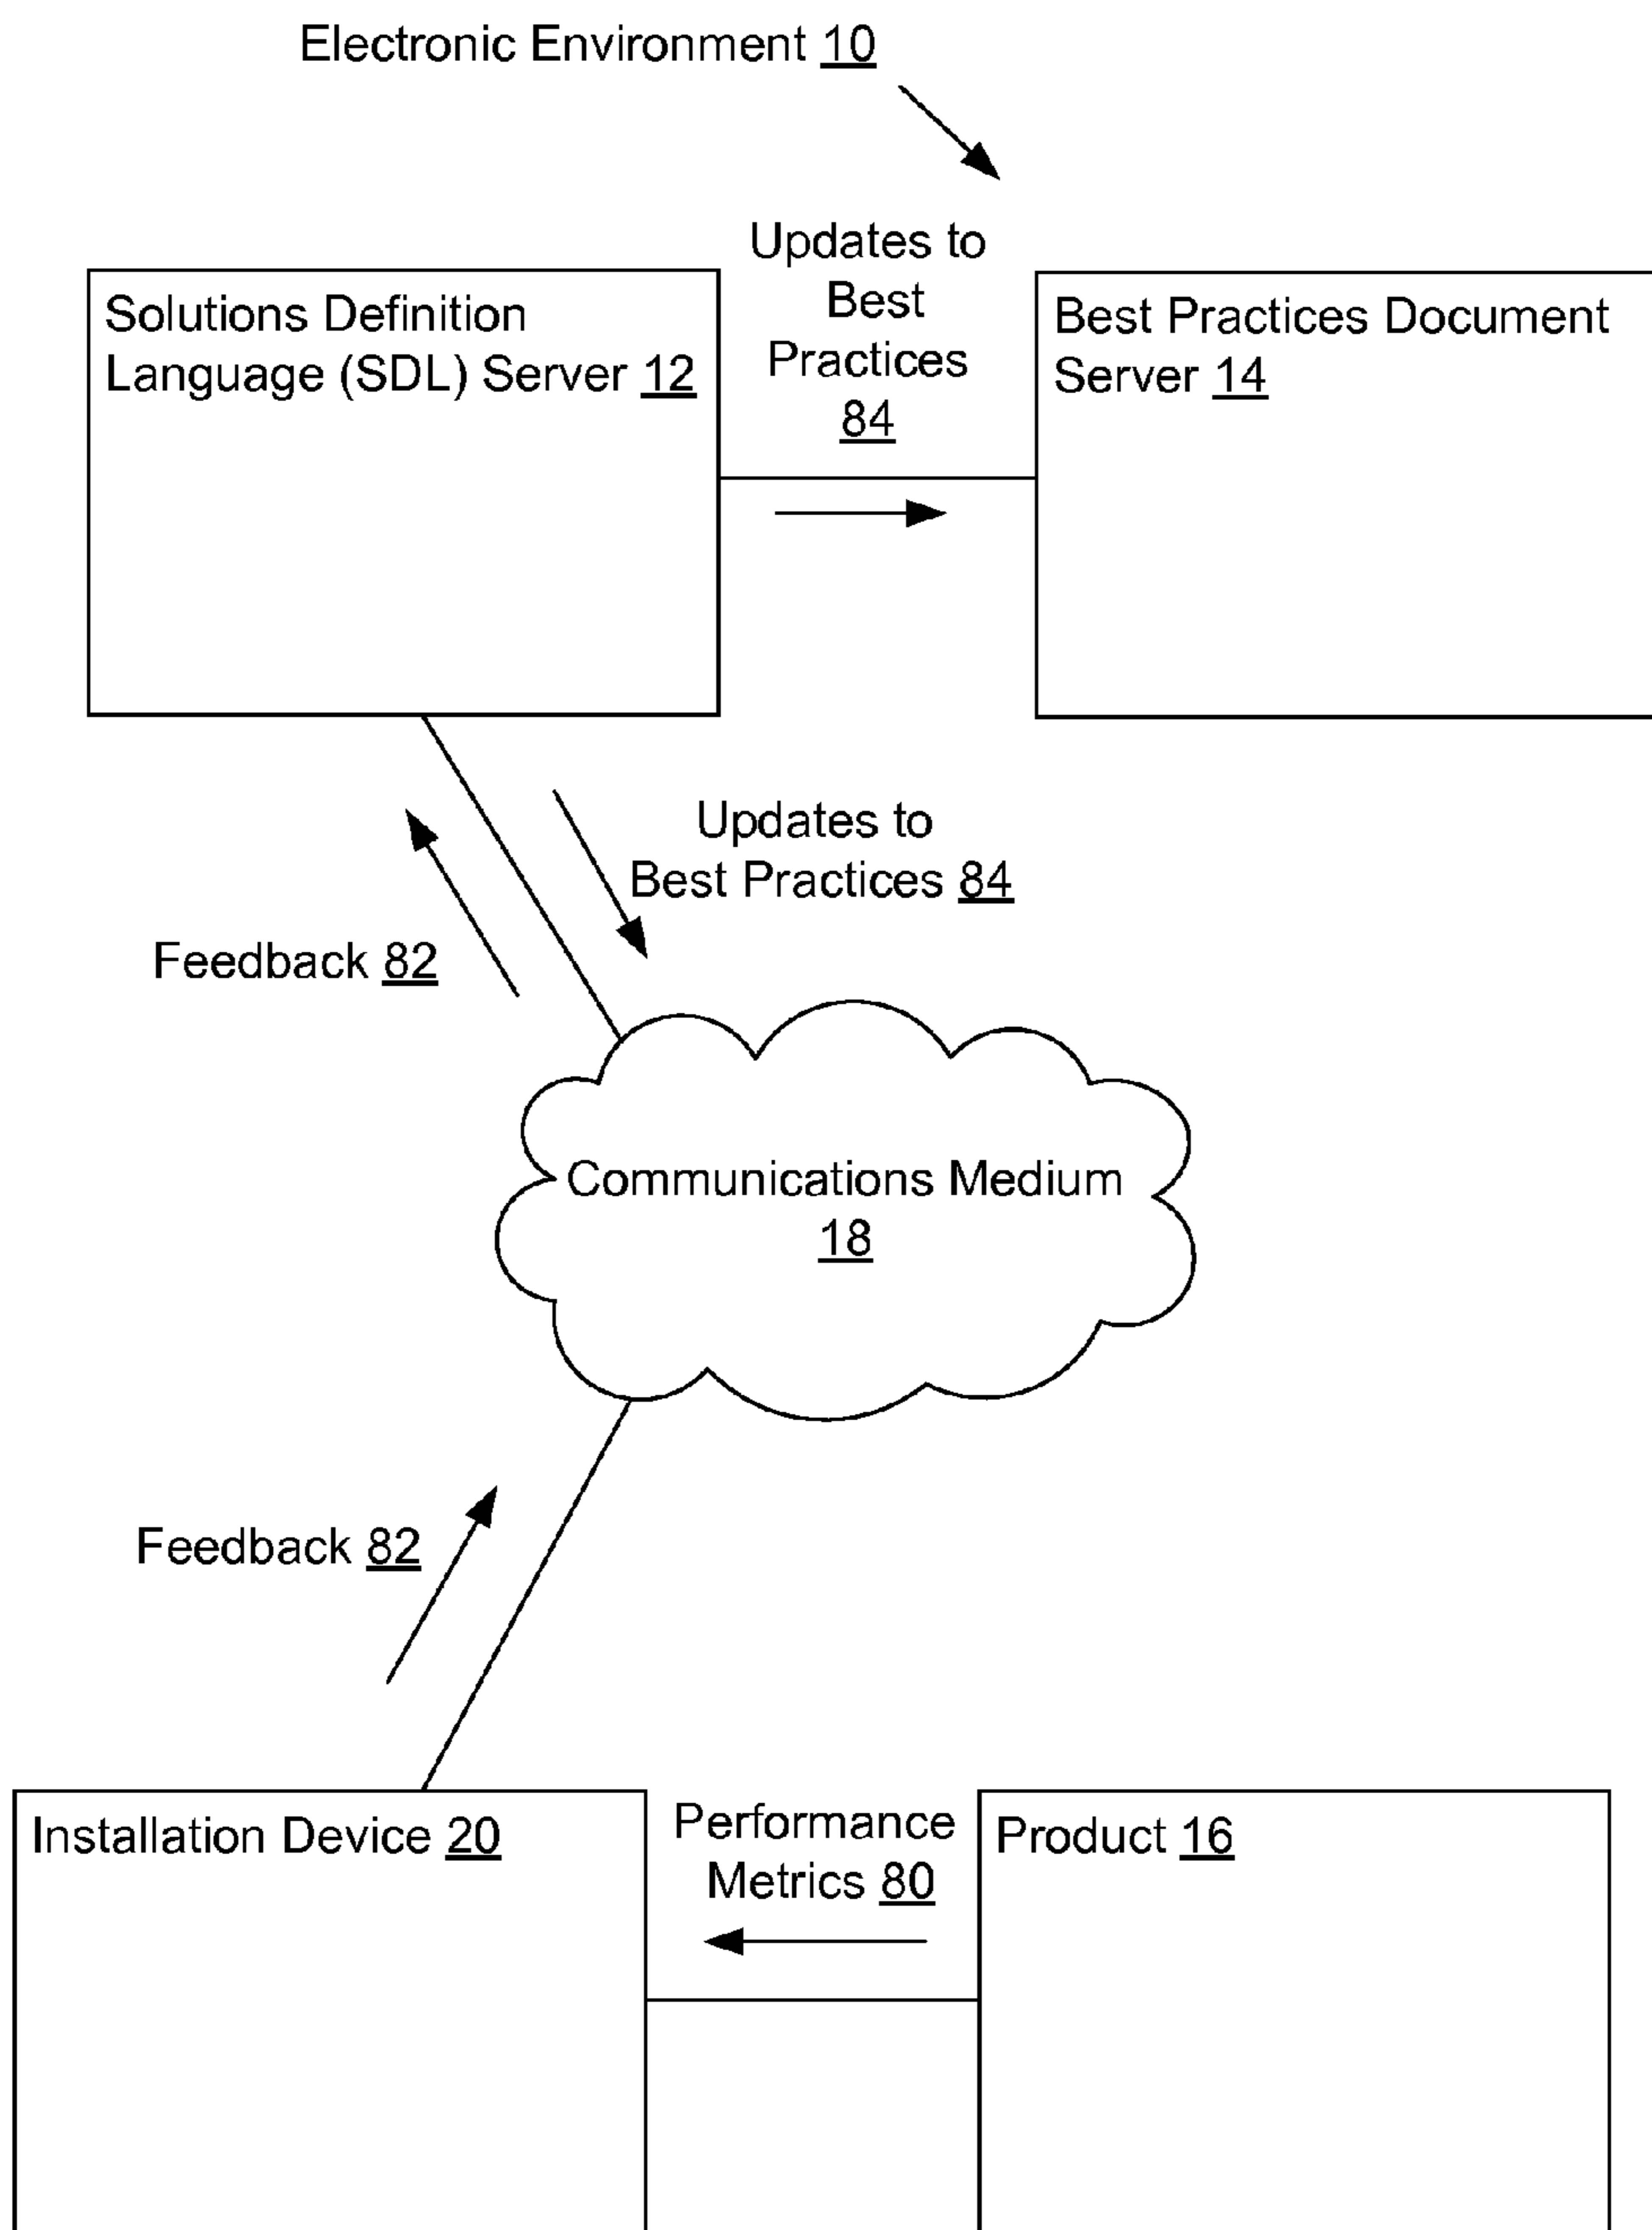 Electronic Environment 10
Updates to
Best
Practices
84
Solutions Definition
Language (SDL) Server 12
Best Practices Document
Server 14
Updates to
Best Practices 84
Feedback 82
Communications Medium
18
Feedback 82
Installation Device 20
Performance
Metrics 80
Product 16